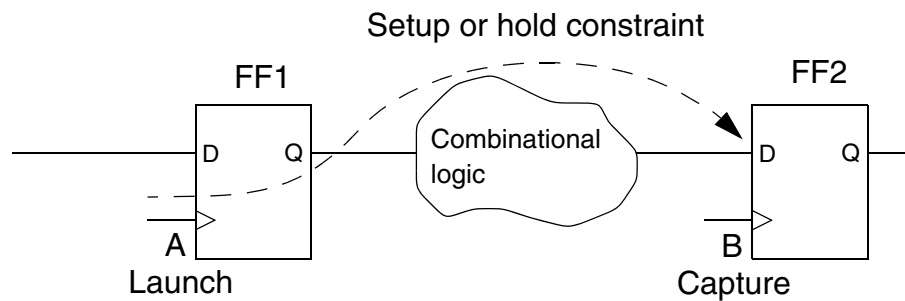 Setup or hold constraint
FF1
FF2
D
Q
Combinational
logic
D
Q
A
B
Launch
Capture